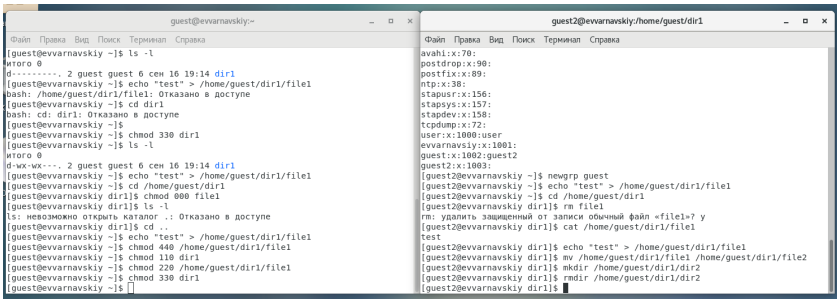 guest@evvarnavskiy:~
Файл Правка Вид Поиск Терминал Справка
[guest@evvarnavskiy ~]$ ls -l
итого 0
d---------. 2 guest guest 6 сен 16 19:14 dir1
[guest@evvarnavskiy ~]$ echo "test" > /home/guest/dir1/file1
bash: /home/guest/dir1/file1: Отказано в доступе
[guest@evvarnavskiy ~]$ cd dir1
bash: cd: dir1: Отказано в доступе
[guest@evvarnavskiy ~]$
[guest@evvarnavskiy ~]$ chmod 330 dir1
[guest@evvarnavskiy ~]$ ls -l
итого 0
d-wx-wx---. 2 guest guest 6 сен 16 19:14 dir1
[guest@evvarnavskiy ~]$ echo "test" > /home/guest/dir1/file1
[guest@evvarnavskiy ~]$ cd /home/guest/dir1
[guest@evvarnavskiy dir1]$ chmod 000 file1
[guest@evvarnavskiy dir1]$ ls -l
ls: невозможно открыть каталог .: Отказано в доступе
[guest@evvarnavskiy dir1]$ cd ..
[guest@evvarnavskiy ~]$ echo "test" > /home/guest/dir1/file1
[guest@evvarnavskiy ~]$ chmod 440 /home/guest/dir1/file1
[guest@evvarnavskiy ~]$ chmod 110 dir1
[guest@evvarnavskiy ~]$ chmod 220 /home/guest/dir1/file1
[guest@evvarnavskiy ~]$ chmod 330 dir1
[guest@evvarnavskiy ~]$
guest2@evvarnavskiy:/home/guest/dir1
Файл Правка Вид Поиск Терминал Справка
avahi:x:70:
postdrop:x:90:
postfix:x:89:
ntp:x:38:
stapusr:x:156:
stapsys:x:157:
stapdev:x:158:
tcpdump:x:72:
user:x:1000:user
evvarnavsiy:x:1001:
guest:x:1002:guest2
guest2:x:1003:
[guest2@evvarnavskiy ~]$ newgrp guest
[guest2@evvarnavskiy ~]$ echo "test" > /home/guest/dir1/file1
[guest2@evvarnavskiy ~]$ cd /home/guest/dir1
[guest2@evvarnavskiy dir1]$ rm file1
rm: удалить защищенный от записи обычный файл «file1»? y
[guest2@evvarnavskiy dir1]$ cat /home/guest/dir1/file1
test
[guest2@evvarnavskiy dir1]$ echo "test" > /home/guest/dir1/file1
[guest2@evvarnavskiy dir1]$ mv /home/guest/dir1/file1 /home/guest/dir1/file2
[guest2@evvarnavskiy dir1]$ mkdir /home/guest/dir1/dir2
[guest2@evvarnavskiy dir1]$ rmdir /home/guest/dir1/dir2
[guest2@evvarnavskiy dir1]$